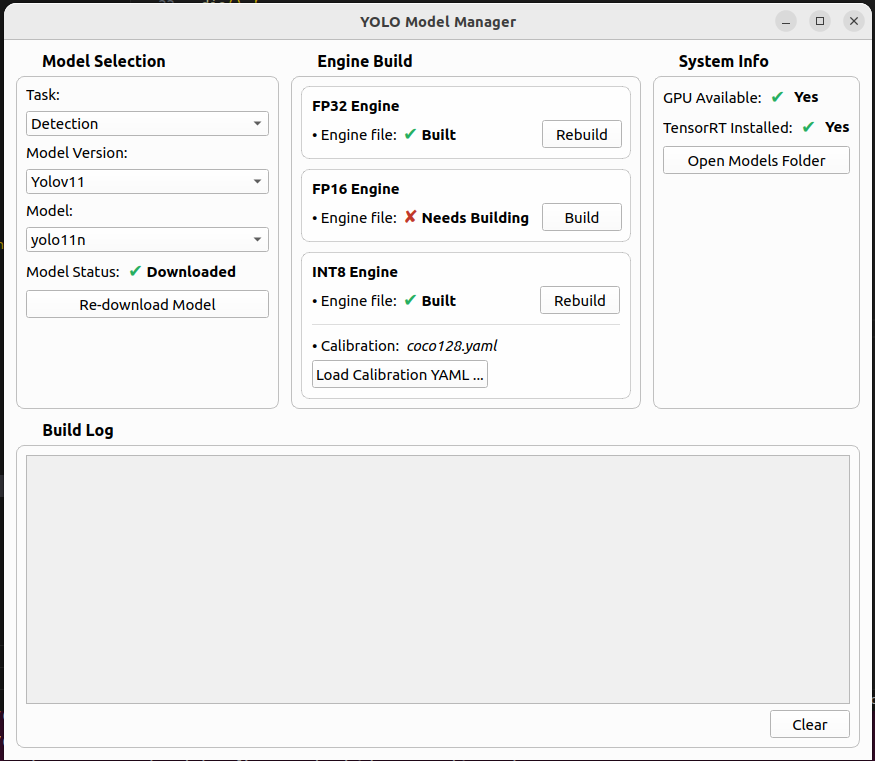 YOLO Model Manager
Model Selection
Task:
Detection
Model Version:
Yolov11
Model:
yolo11n
Model Status: ✔ Downloaded
Re-download Model
Engine Build
FP32 Engine
• Engine file: ✔ Built
Rebuild
FP16 Engine
• Engine file: ✘ Needs Building
Build
INT8 Engine
• Engine file: ✔ Built
Rebuild
• Calibration: coco128.yaml
Load Calibration YAML ...
System Info
GPU Available: ✔ Yes
TensorRT Installed: ✔ Yes
Open Models Folder
Build Log
Clear